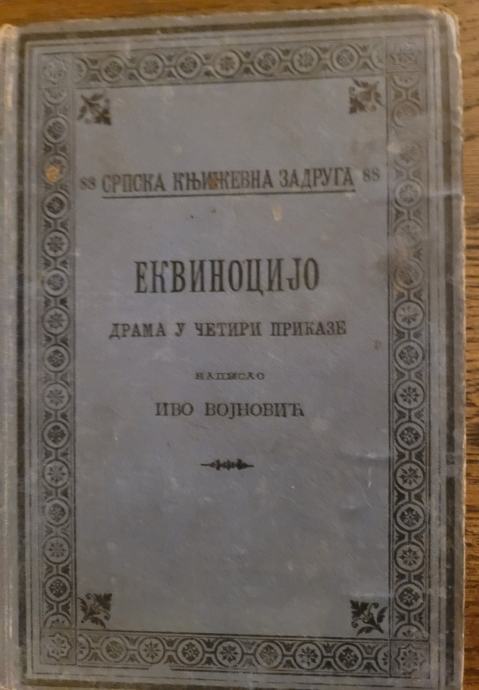 88 СРПСКА КЊИЖЕВНА ЗАДРУГА 88
ЕКВИНОЦИЈО
ДРАМА У ЧЕТИРИ ПРИКАЗЕ
НАПИСАО
ИВО ВОЈНОВИЋ